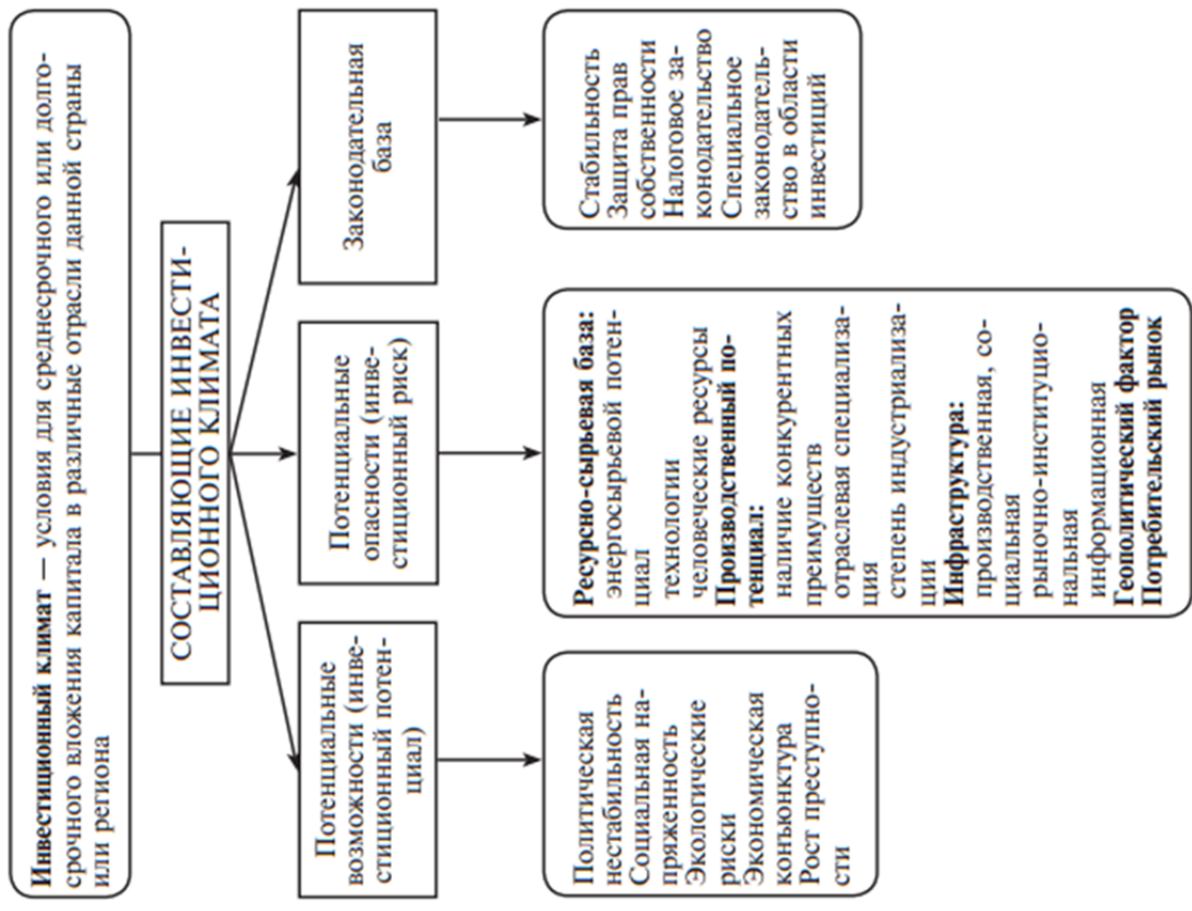 Инвестиционный климат — условия для среднесрочного или долго-
срочного вложения капитала в различные отрасли данной страны
или региона
СОСТАВЛЯЮЩИЕ ИНВЕСТИ-
ЦИОННОГО КЛИМАТА
Потенциальные
возможности (инве-
стиционный потен-
циал)
Потенциальные
опасности (инве-
стиционный риск)
Законодательная
база
Политическая
нестабильность
Социальная на-
пряженность
Экологические
риски
Экономическая
конъюнктура
Рост преступно-
сти
Ресурсно-сырьевая база:
энергосырьевой потен-
циал
технологии
человеческие ресурсы
Производственный по-
тенциал:
наличие конкурентных
преимуществ
отраслевая специализа-
ция
степень индустриализа-
ции
Инфраструктура:
производственная, со-
циальная
рыночно-институцио-
нальная
информационная
Геополитический фактор
Потребительский рынок
Стабильность
Защита прав
собственности
Налоговое за-
конодательство
Специальное
законодатель-
ство в области
инвестиций